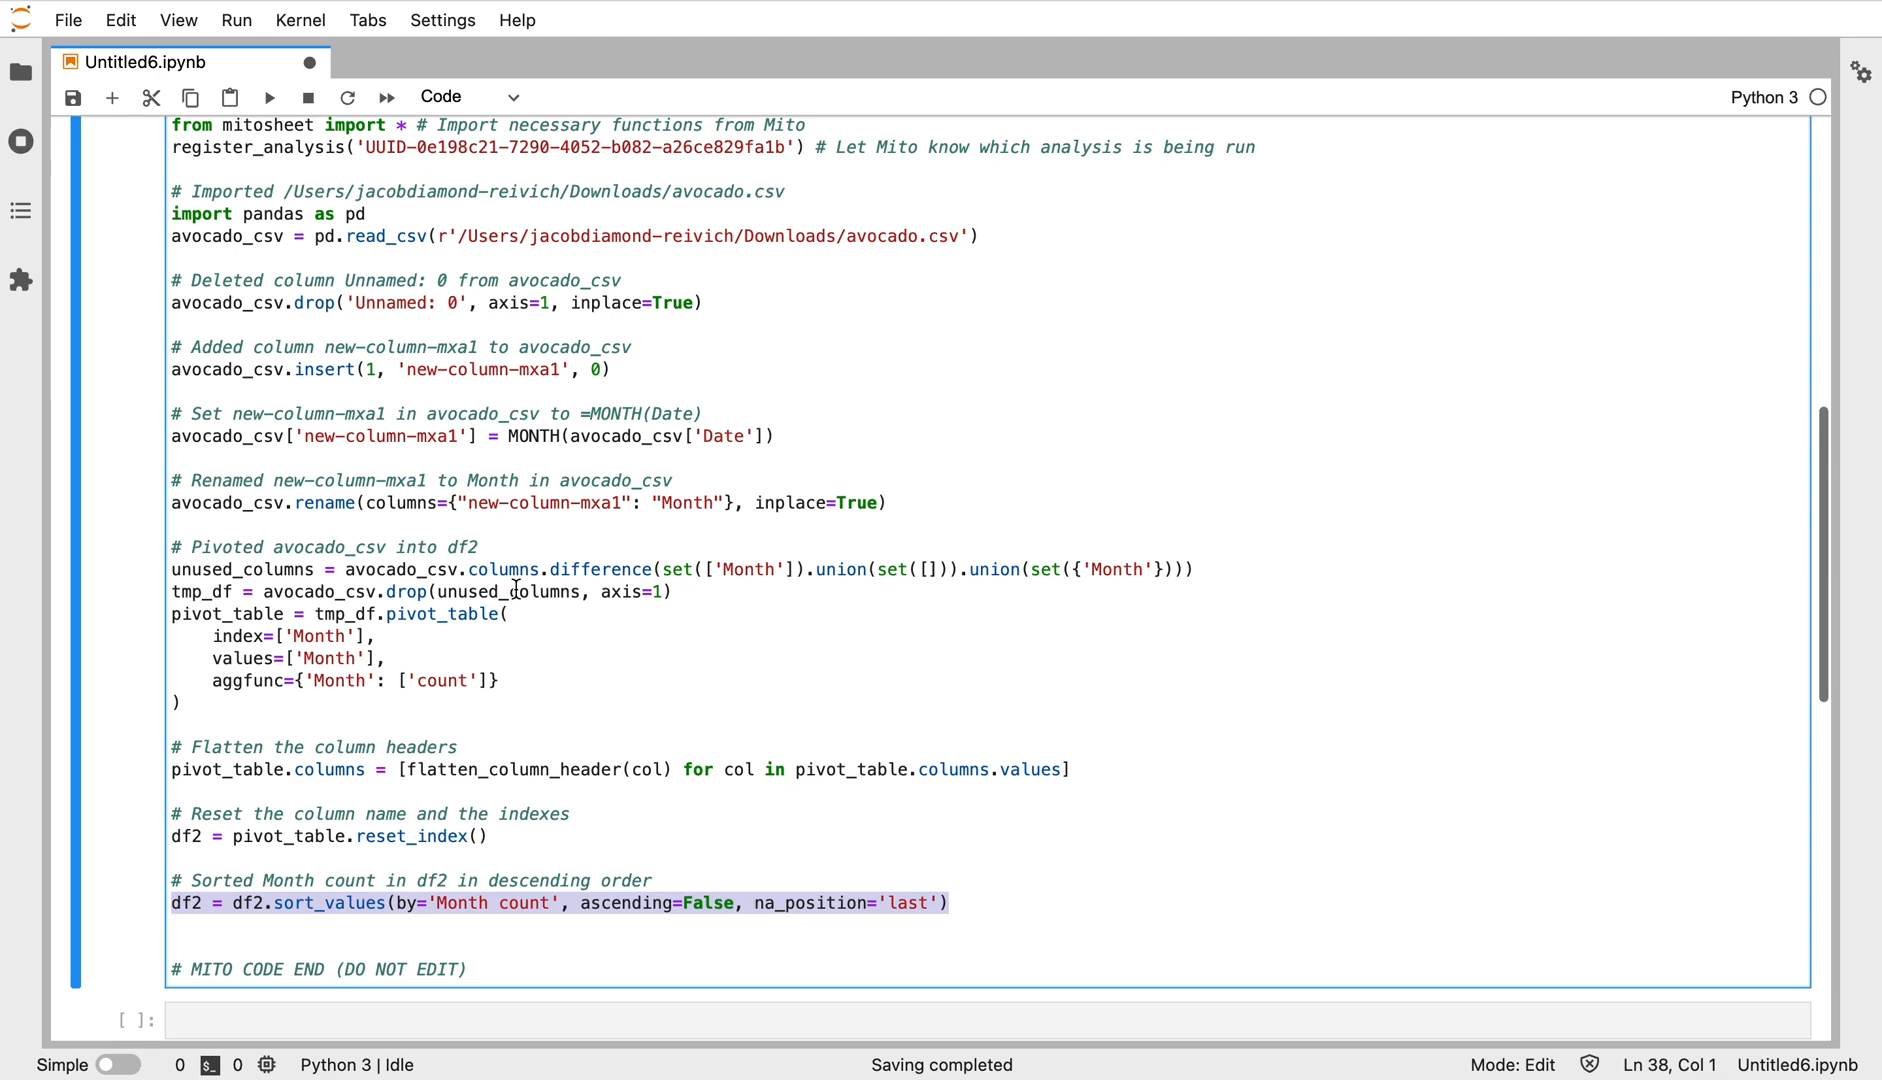 File Edit View Run Kernel Tabs Settings Help
Untitled6.ipynb
Code
Python 3
from mitosheet import * # Import necessary functions from Mito
register_analysis('UUID-0e198c21-7290-4052-b082-a26ce829fa1b') # Let Mito know which analysis is being run
# Imported /Users/jacobdiamond-reivich/Downloads/avocado.csv
import pandas as pd
avocado_csv = pd.read_csv(r'/Users/jacobdiamond-reivich/Downloads/avocado.csv')
# Deleted column Unnamed: 0 from avocado_csv
avocado_csv.drop('Unnamed: 0', axis=1, inplace=True)
# Added column new-column-mxa1 to avocado_csv
avocado_csv.insert(1, 'new-column-mxa1', 0)
# Set new-column-mxa1 in avocado_csv to =MONTH(Date)
avocado_csv['new-column-mxa1'] = MONTH(avocado_csv['Date'])
# Renamed new-column-mxa1 to Month in avocado_csv
avocado_csv.rename(columns={"new-column-mxa1": "Month"}, inplace=True)
# Pivoted avocado_csv into df2
unused_columns = avocado_csv.columns.difference(set(['Month']).union(set([])).union(set({'Month'})))
tmp_df = avocado_csv.drop(unused_columns, axis=1)
pivot_table = tmp_df.pivot_table(
    index=['Month'],
    values=['Month'],
    aggfunc={'Month': ['count']}
)
# Flatten the column headers
pivot_table.columns = [flatten_column_header(col) for col in pivot_table.columns.values]
# Reset the column name and the indexes
df2 = pivot_table.reset_index()
# Sorted Month count in df2 in descending order
df2 = df2.sort_values(by='Month count', ascending=False, na_position='last')
# MITO CODE END (DO NOT EDIT)
[ ]:
Simple 0 $_ 0 Python 3 | Idle Saving completed Mode: Edit Ln 38, Col 1 Untitled6.ipynb